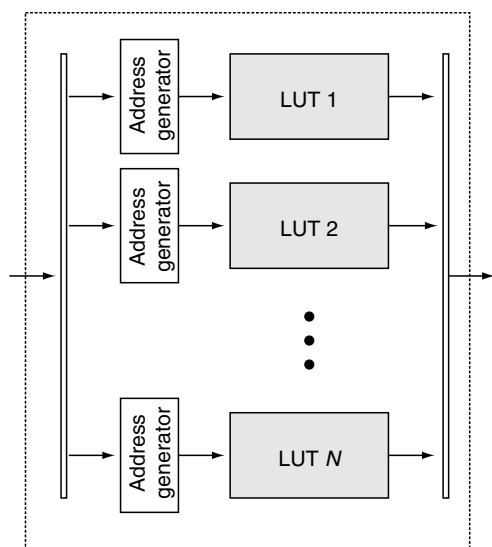 Address
generator
LUT 1
Address
generator
LUT 2
Address
generator
LUT N